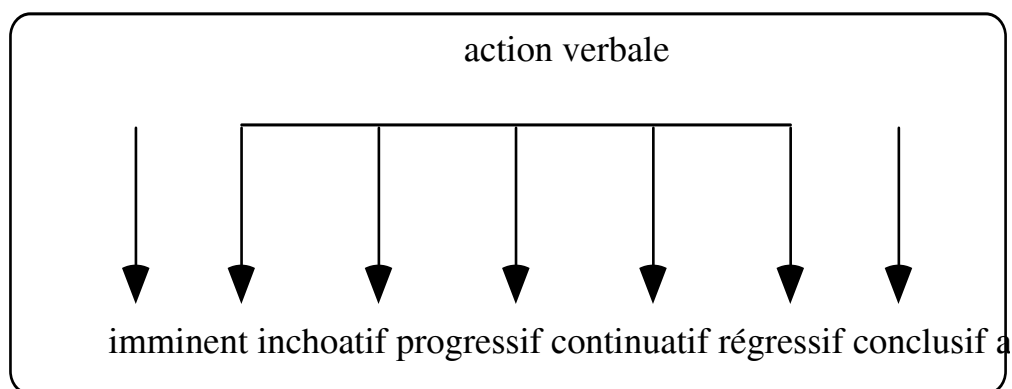 action verbale
imminent inchoatif progressif continuatif régressif conclusif a